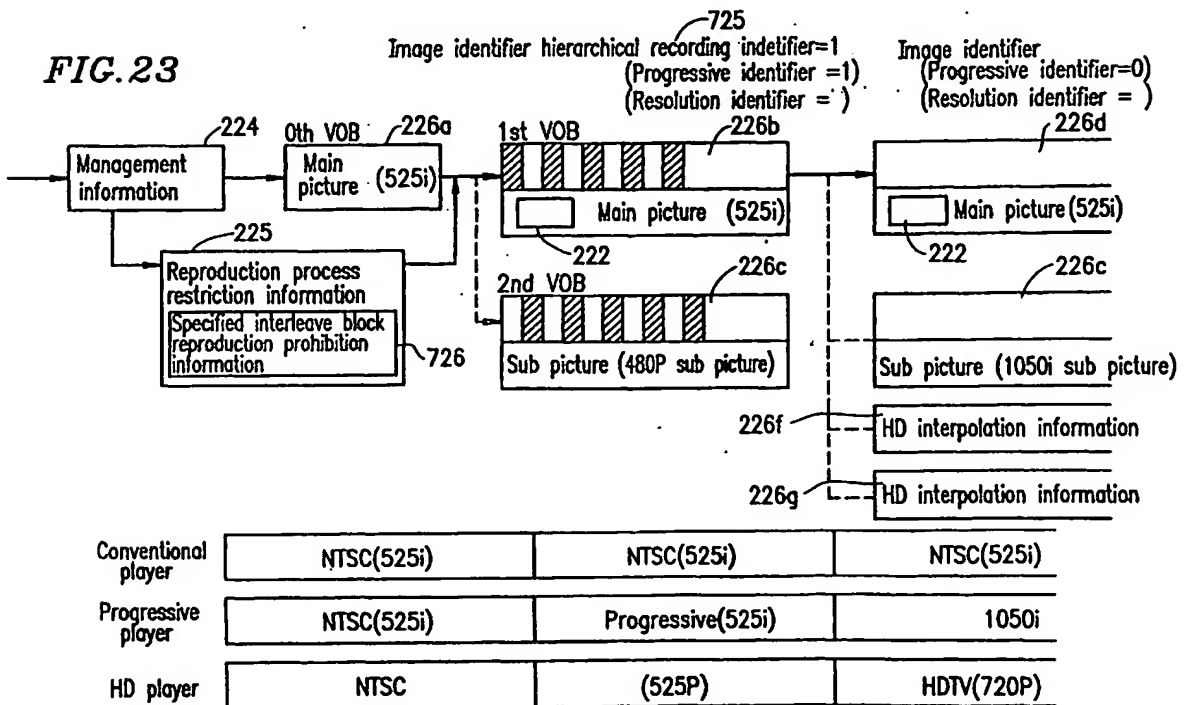 FIG.23
725
Image identifier hierarchical recording indetifier=1
(Progressive identifier =1)
(Resolution identifier = )
Image identifier
(Progressive identifier=0)
(Resolution identifier = )
224
Management
information
0th VOB
226a
Main
picture (525i)
1st VOB
226b
Main picture (525i)
222
226d
Main picture(525i)
222
225
Reproduction process
restriction information
Specified interleave block
reproduction prohibition
information
726
2nd VOB
226c
Sub picture (480P sub picture)
226c
Sub picture (1050i sub picture)
226f
HD interpolation information
226g
HD interpolation information
Conventional
player
NTSC(525i)
NTSC(525i)
NTSC(525i)
Progressive
player
NTSC(525i)
Progressive(525i)
1050i
HD player
NTSC
(525P)
HDTV(720P)